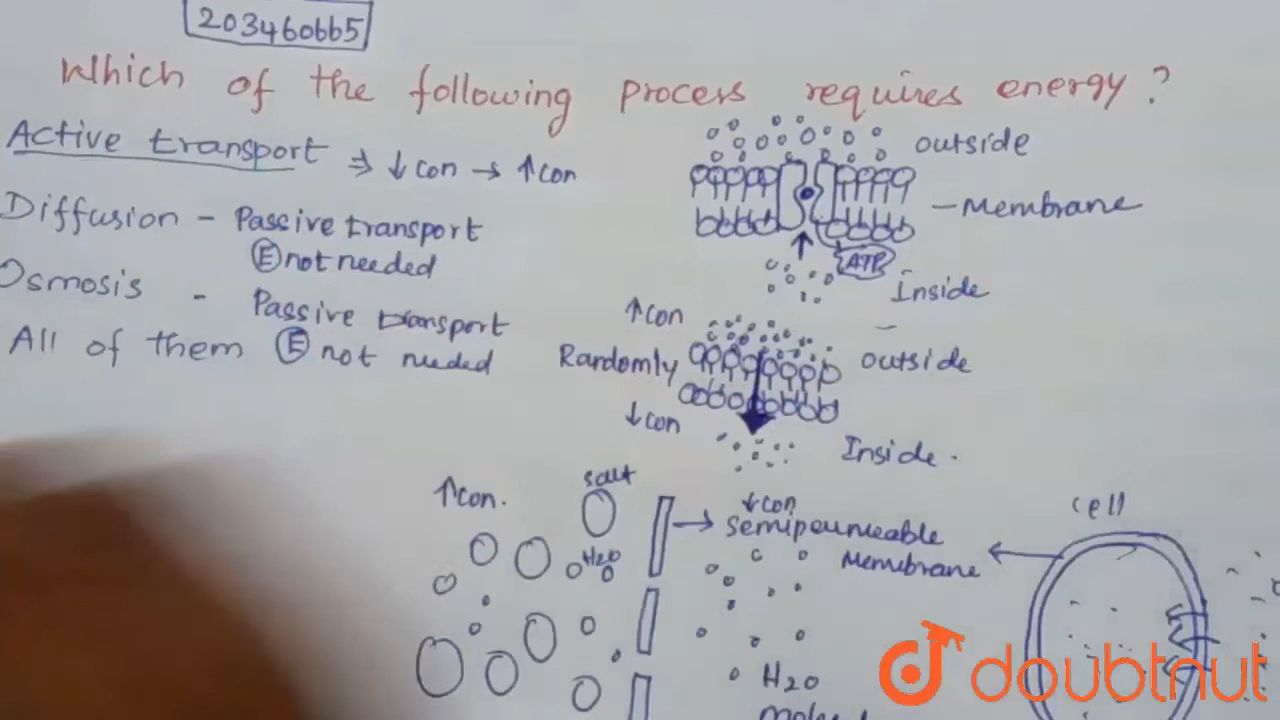 203460665
Which of the following process requires energy?
Active transport ⇒ ↓con → ↑con
Diffusion - Passive transport
Ⓔ not needed
Osmosis - Passive transport
All of them Ⓔ not needed
outside
Membrane
ATP
Inside
↑con
Randomly
outside
↓con
Inside.
↑con.
salt
H2O
↓con
Semipermeable
Membrane
cell
H2O
doubtnut